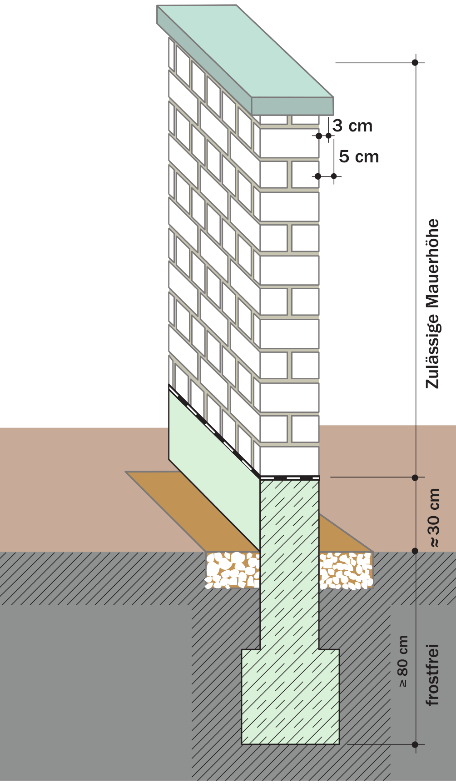 3 cm
5 cm
Zulässige Mauerhöhe
≈ 30 cm
≥ 80 cm
frostfrei